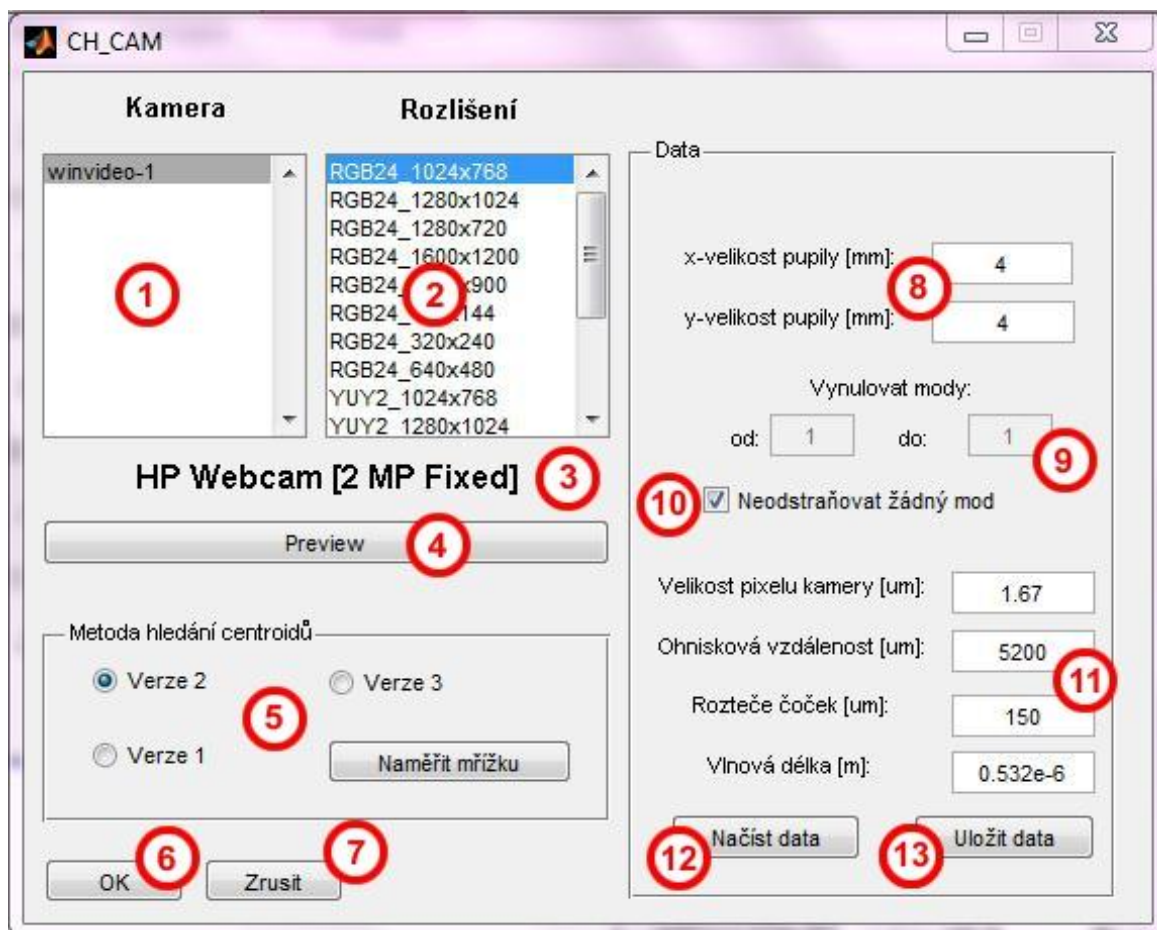 CH_CAM
Kamera
Rozlišení
winvideo-1
1
RGB24_1024x768
RGB24_1280x1024
RGB24_1280x720
RGB24_1600x1200
RGB24_ x900
RGB24_ 144
RGB24_320x240
RGB24_640x480
YUY2_1024x768
YUY2_1280x1024
2
HP Webcam [2 MP Fixed]
3
Preview
4
Metoda hledání centroidů
Verze 2
Verze 3
5
Verze 1
Naměřit mřížku
6
7
OK
Zrusit
Data
x-velikost pupily [mm]:
4
8
y-velikost pupily [mm]:
4
Vynulovat mody:
od: 1 do: 1
9
10
Neodstraňovat žádný mod
Velikost pixelu kamery [um]:
1.67
Ohnisková vzdálenost [um]:
5200
11
Rozteče čoček [um]:
150
Vlnová délka [m]:
0.532e-6
12
Načíst data
13
Uložit data